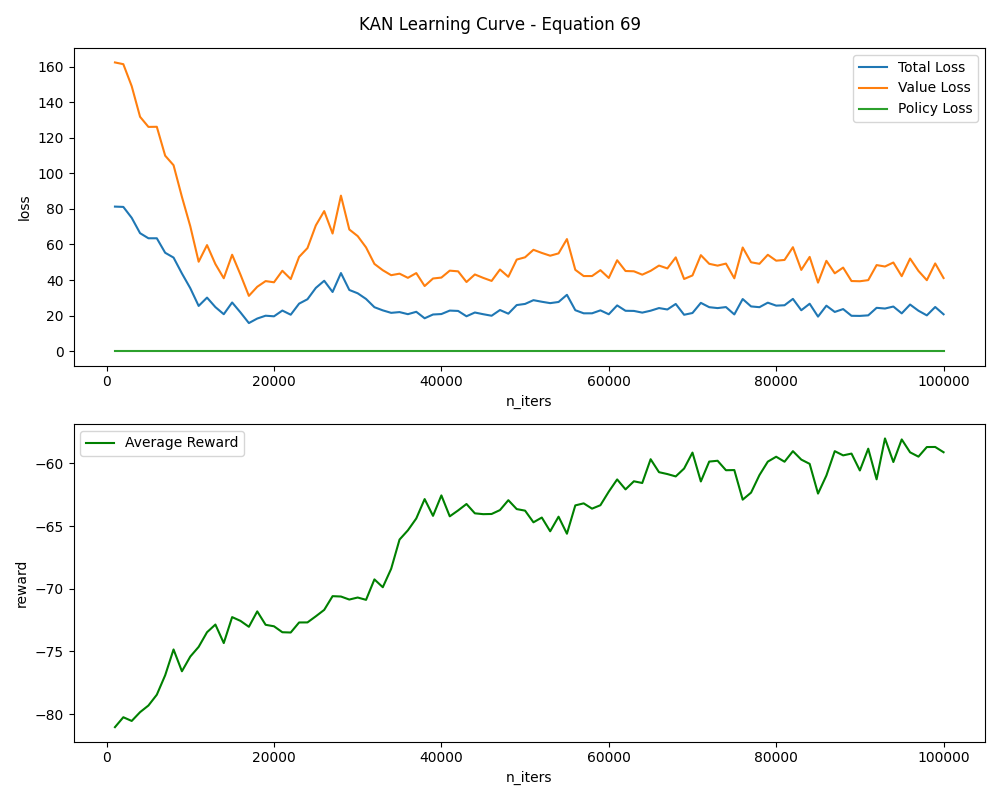 KAN Learning Curve - Equation 69
Total Loss
Value Loss
Policy Loss
160
140
120
100
80
60
40
20
0
loss
0 20000 40000 60000 80000 100000
n_iters
Average Reward
−60
−65
−70
−75
−80
reward
0 20000 40000 60000 80000 100000
n_iters